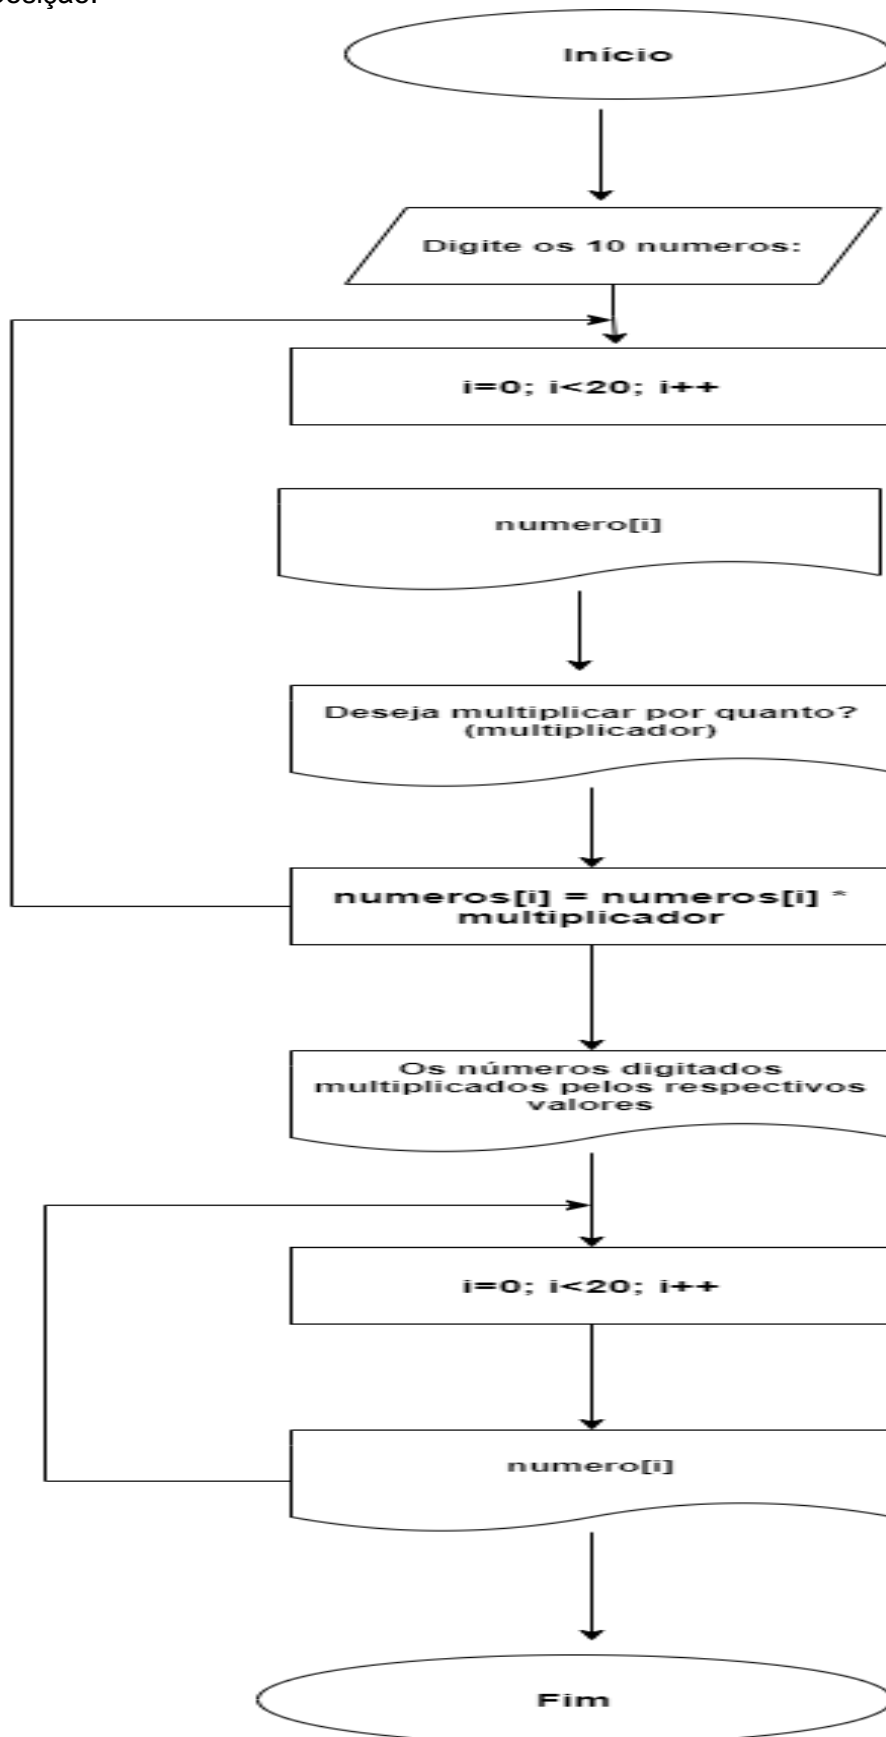 Início
Digite os 10 numeros:
i=0; i<20; i++
numero[i]
Deseja multiplicar por quanto?
(multiplicador)
numeros[i] = numeros[i] *
multiplicador
Os números digitados
multiplicados pelos respectivos
valores
i=0; i<20; i++
numero[i]
Fim